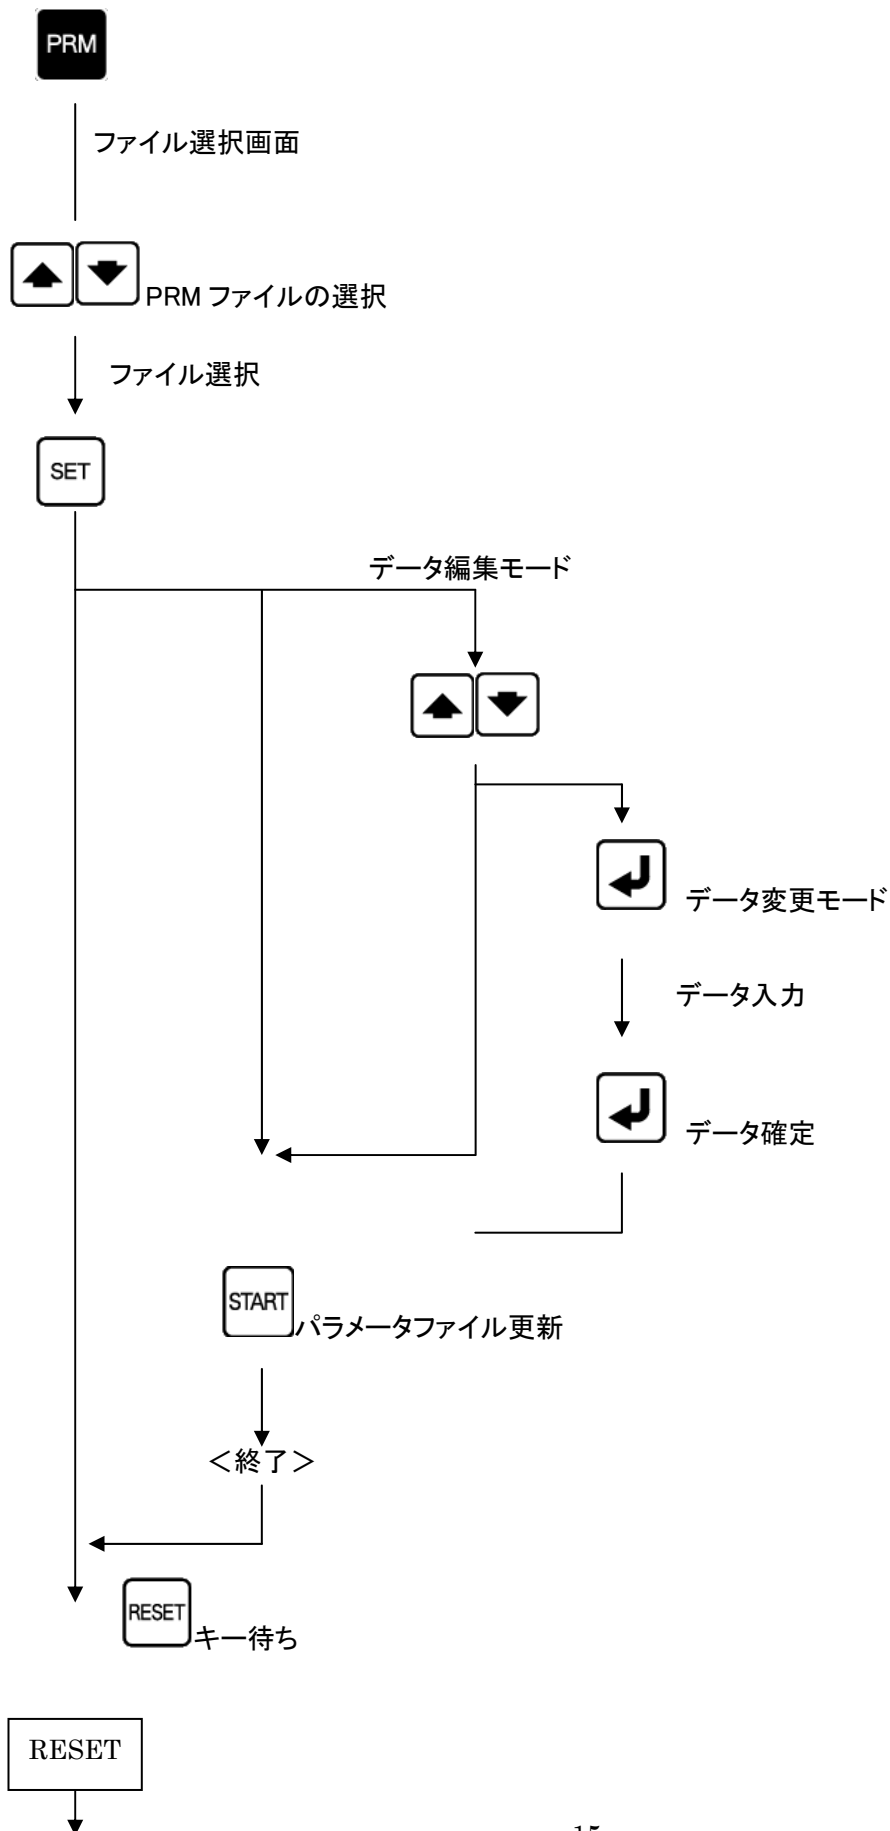 PRM
ファイル選択画面
PRM ファイルの選択
ファイル選択
SET
データ編集モード
データ変更モード
データ入力
データ確定
START
パラメータファイル更新
＜終了＞
RESET
キー待ち
RESET
15